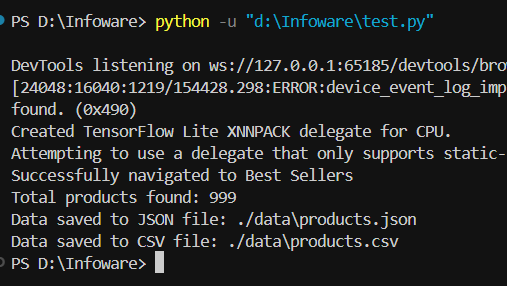 PS D:\Infoware> python -u "d:\Infoware\test.py"
DevTools listening on ws://127.0.0.1:65185/devtools/bro
[24048:16040:1219/154428.298:ERROR:device_event_log_imp
found. (0x490)
Created TensorFlow Lite XNNPACK delegate for CPU.
Attempting to use a delegate that only supports static-
Successfully navigated to Best Sellers
Total products found: 999
Data saved to JSON file: ./data\products.json
Data saved to CSV file: ./data\products.csv
PS D:\Infoware>